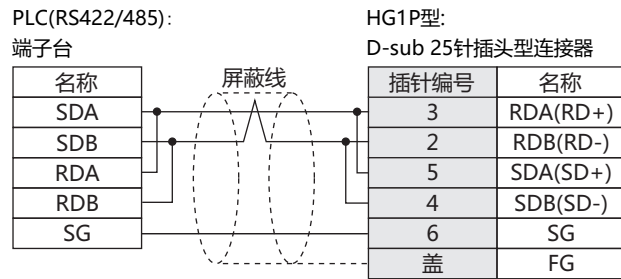 PLC(RS422/485):
端子台
HG1P型:
D-sub 25针插头型连接器
名称
屏蔽线
插针编号 名称
SDA
3 RDA(RD+)
SDB
2 RDB(RD-)
RDA
5 SDA(SD+)
RDB
4 SDB(SD-)
SG
6 SG
盖 FG